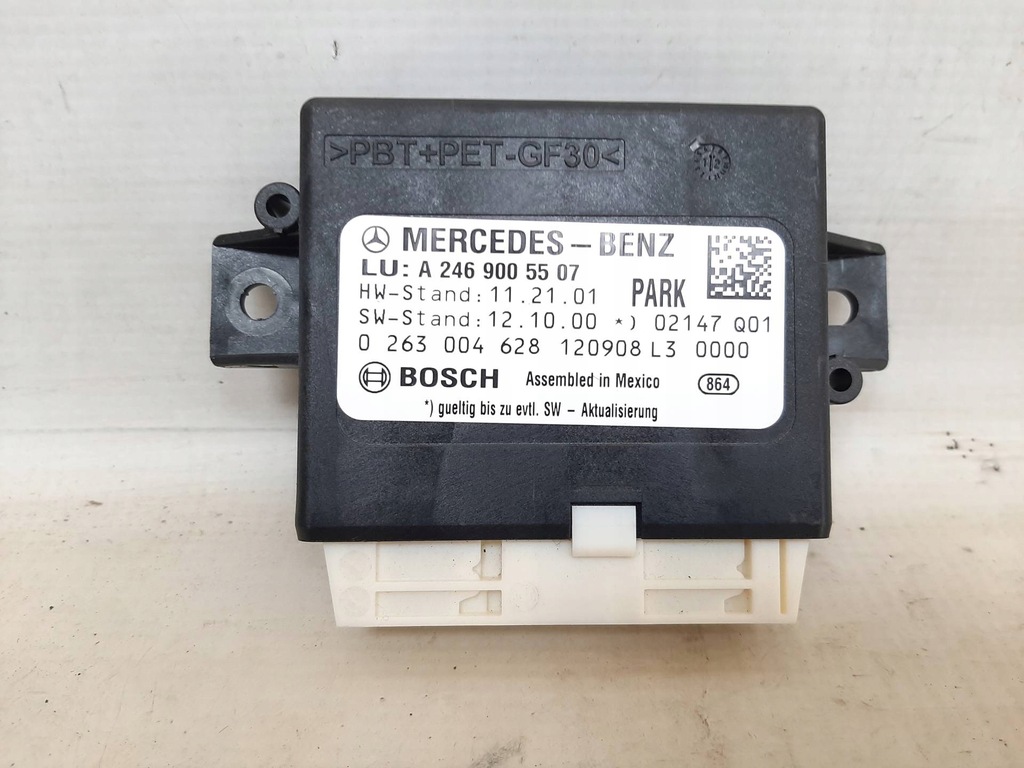 >PBT+PET-GF30<
MERCEDES-BENZ
LU: A 246 900 55 07
HW-Stand: 11.21.01 PARK
SW-Stand: 12.10.00 *) 02147 Q01
0 263 004 628 120908 L3 0000
BOSCH Assembled in Mexico 864
*) gueltig bis zu evtl. SW - Aktualisierung